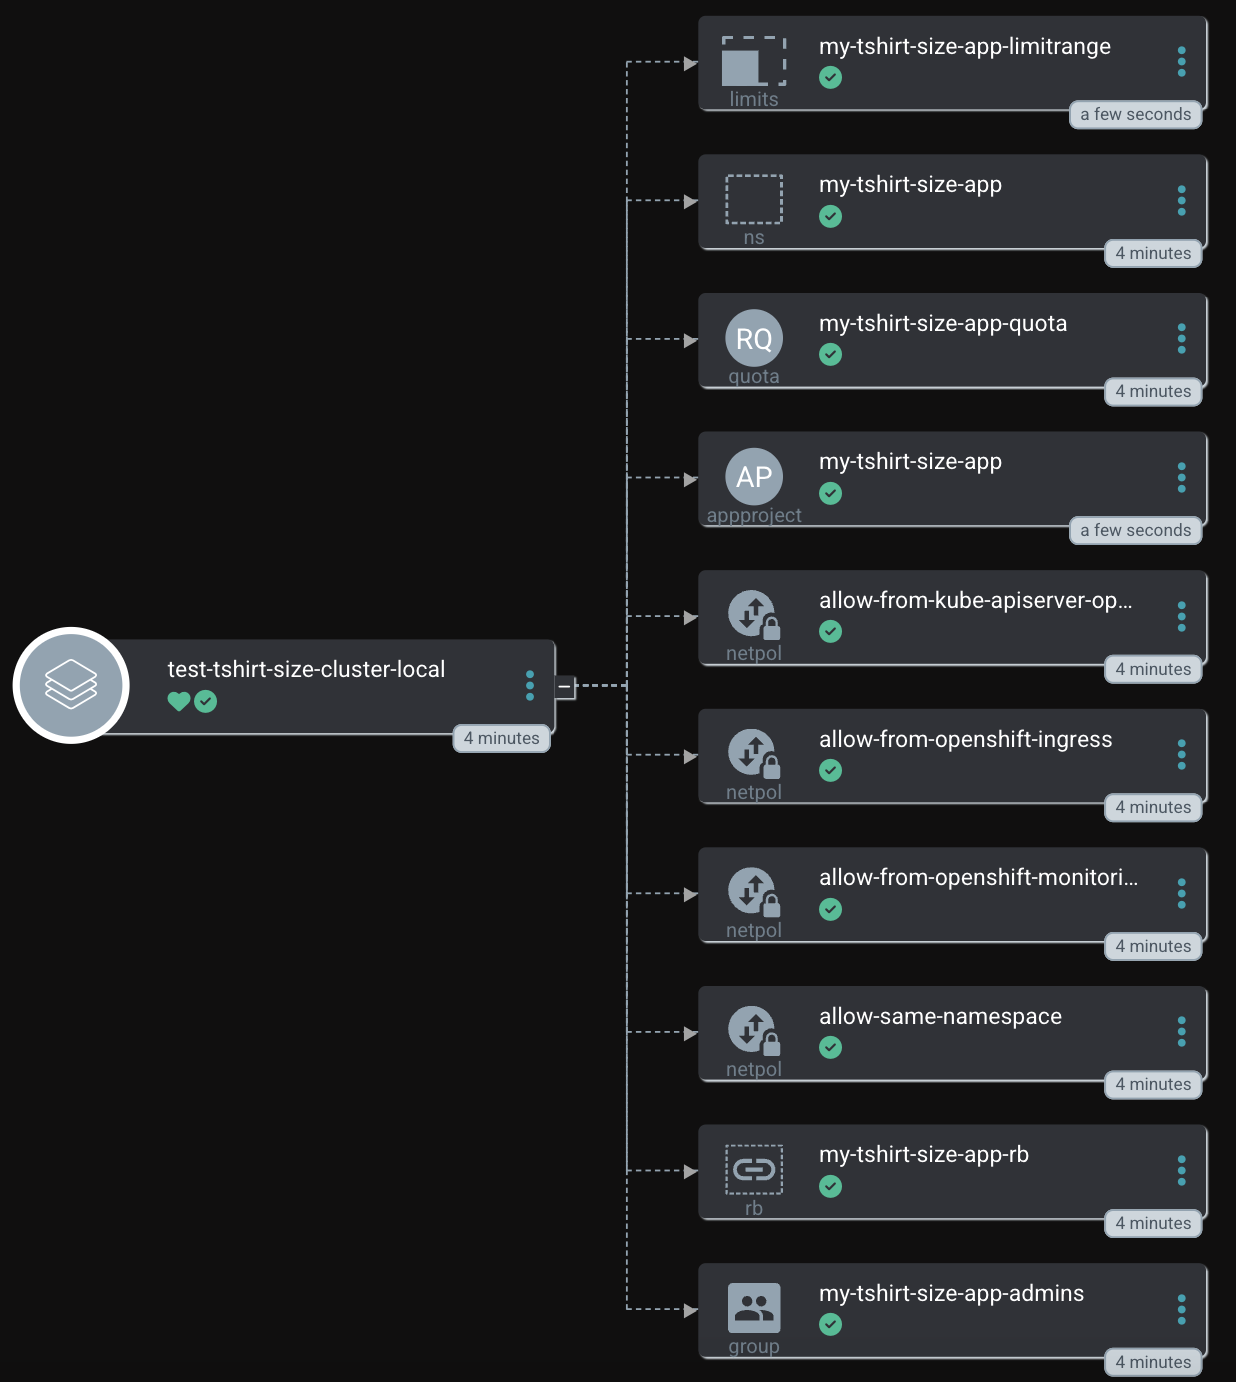 my-tshirt-size-app-limitrange
limits
a few seconds
my-tshirt-size-app
ns
4 minutes
RQ
my-tshirt-size-app-quota
quota
4 minutes
AP
my-tshirt-size-app
appproject
a few seconds
allow-from-kube-apiserver-op...
netpol
4 minutes
test-tshirt-size-cluster-local
4 minutes
allow-from-openshift-ingress
netpol
4 minutes
allow-from-openshift-monitori...
netpol
4 minutes
allow-same-namespace
netpol
4 minutes
my-tshirt-size-app-rb
rb
4 minutes
my-tshirt-size-app-admins
group
4 minutes